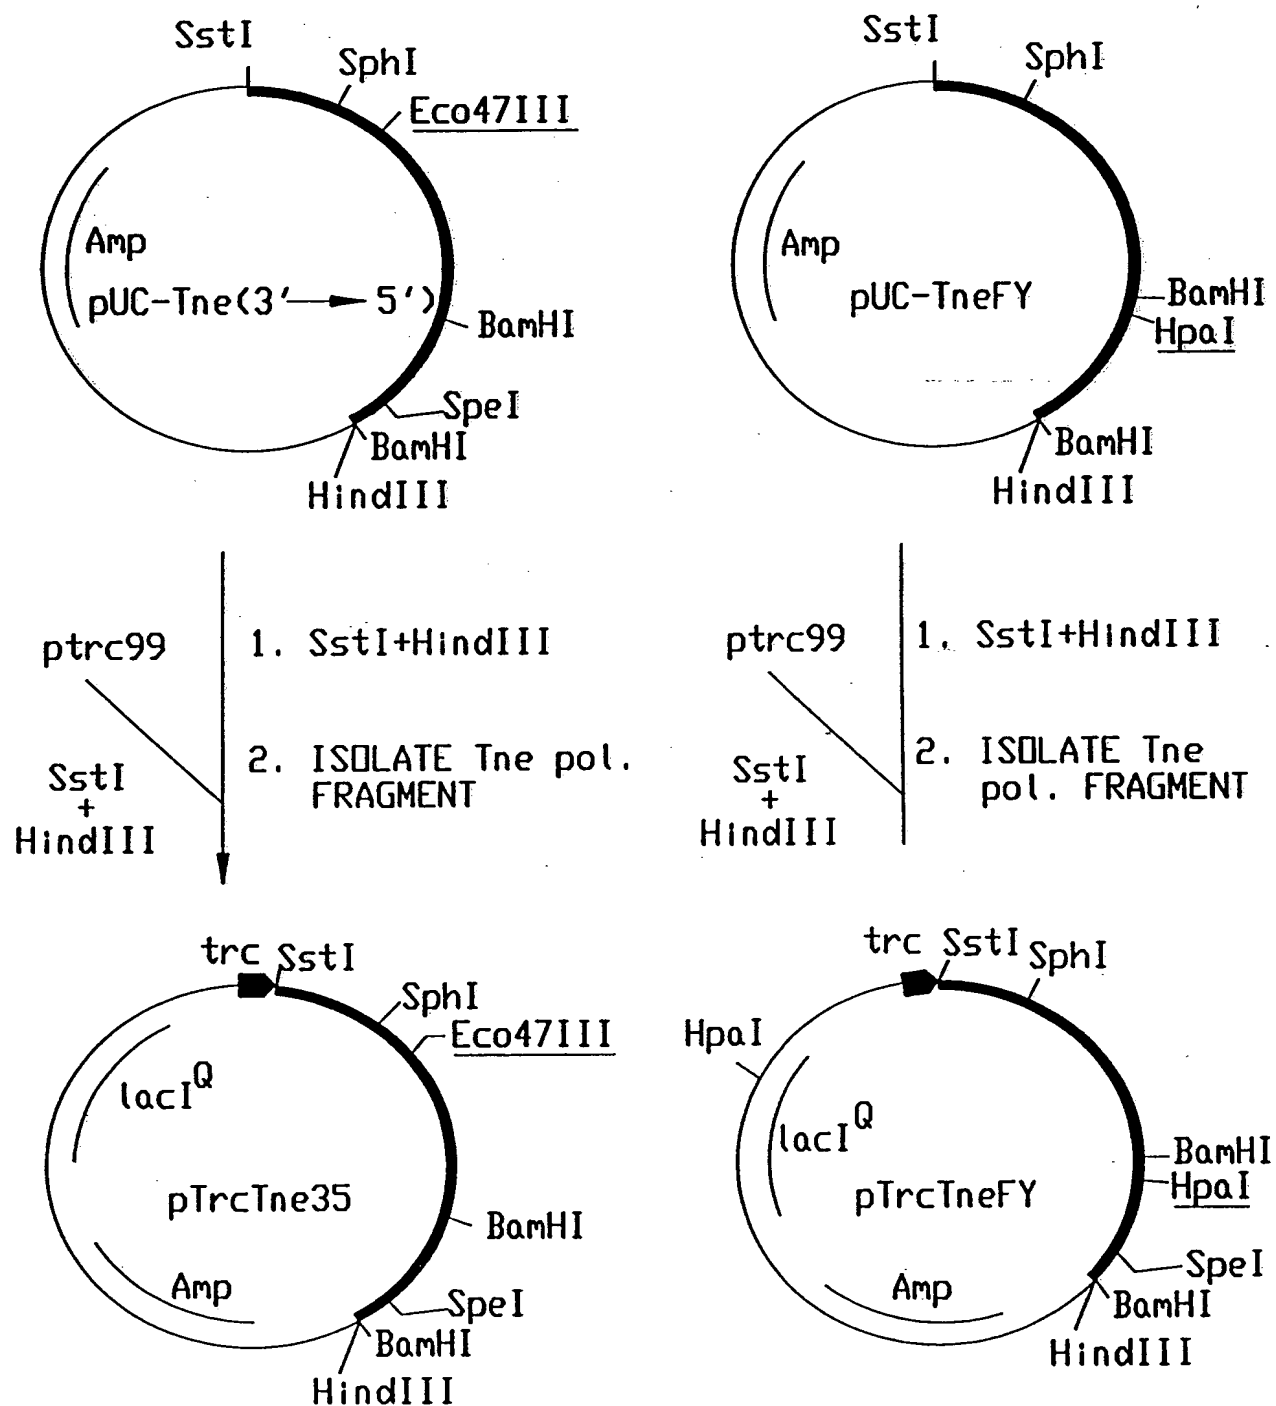 SstI
SphI
Eco47III
Amp
pUC-Tne(3' 5')
BamHI
SpeI
BamHI
HindIII
SstI
SphI
Amp
pUC-TneFY
BamHI
HpaI
BamHI
HindIII
ptrc99
SstI
+
HindIII
1. SstI+HindIII
2. ISOLATE Tne pol.
FRAGMENT
ptrc99
SstI
+
HindIII
1. SstI+HindIII
2. ISOLATE Tne
pol. FRAGMENT
trc
SstI
SphI
Eco47III
lacI^Q
pTrcTne35
Amp
BamHI
SpeI
BamHI
HindIII
trc
SstI
SphI
HpaI
lacI^Q
pTrcTneFY
Amp
BamHI
HpaI
SpeI
BamHI
HindIII